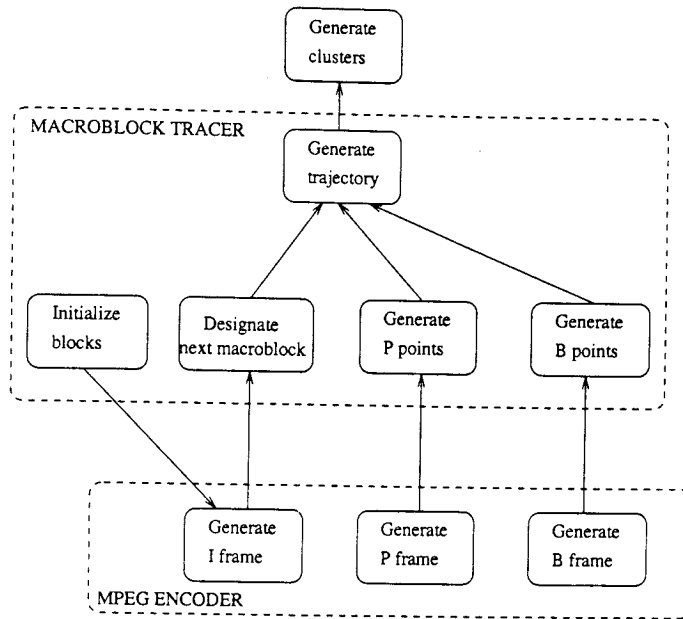 Generate
clusters
MACROBLOCK TRACER
Generate
trajectory
Initialize
blocks
Designate
next macroblock
Generate
P points
Generate
B points
Generate
I frame
Generate
P frame
Generate
B frame
MPEG ENCODER